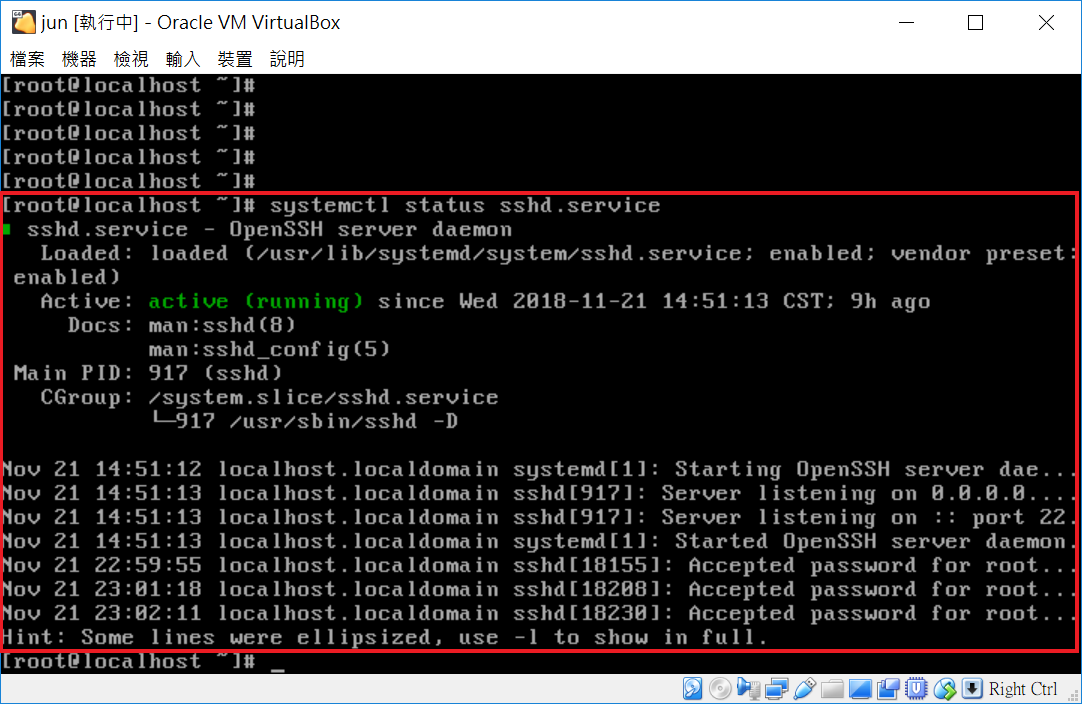 jun [執行中] - Oracle VM VirtualBox
檔案 機器 檢視 輸入 裝置 說明
[root@localhost ~]#
[root@localhost ~]#
[root@localhost ~]#
[root@localhost ~]#
[root@localhost ~]#
[root@localhost ~]# systemctl status sshd.service
sshd.service - OpenSSH server daemon
Loaded: loaded (/usr/lib/systemd/system/sshd.service; enabled; vendor preset:
enabled)
Active: active (running) since Wed 2018-11-21 14:51:13 CST; 9h ago
Docs: man:sshd(8)
man:sshd_config(5)
Main PID: 917 (sshd)
CGroup: /system.slice/sshd.service
└─917 /usr/sbin/sshd -D
Nov 21 14:51:12 localhost.localdomain systemd[1]: Starting OpenSSH server dae...
Nov 21 14:51:13 localhost.localdomain sshd[917]: Server listening on 0.0.0.0....
Nov 21 14:51:13 localhost.localdomain sshd[917]: Server listening on :: port 22.
Nov 21 14:51:13 localhost.localdomain systemd[1]: Started OpenSSH server daemon.
Nov 21 22:59:55 localhost.localdomain sshd[18155]: Accepted password for root...
Nov 21 23:01:18 localhost.localdomain sshd[18208]: Accepted password for root...
Nov 21 23:02:11 localhost.localdomain sshd[18230]: Accepted password for root...
Hint: Some lines were ellipsized, use -l to show in full.
[root@localhost ~]# _
Right Ctrl